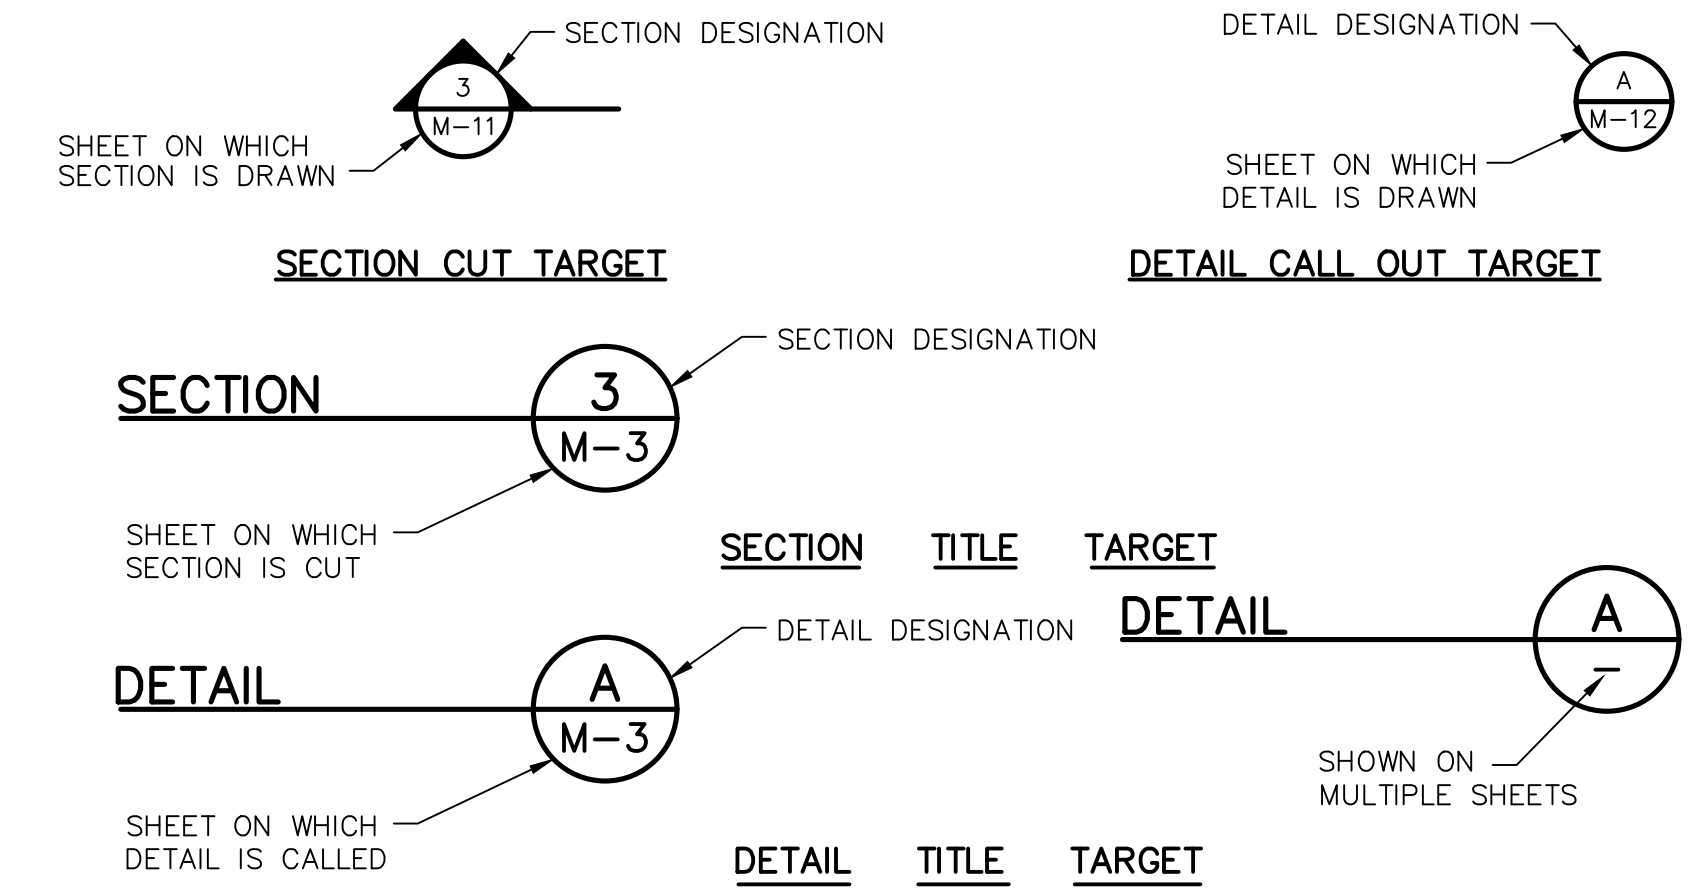 SECTION DESIGNATION
3
M-11
SHEET ON WHICH
SECTION IS DRAWN
SECTION CUT TARGET
DETAIL DESIGNATION
A
M-12
SHEET ON WHICH
DETAIL IS DRAWN
DETAIL CALL OUT TARGET
SECTION DESIGNATION
SECTION
3
M-3
SHEET ON WHICH
SECTION IS CUT
SECTION TITLE TARGET
DETAIL DESIGNATION
DETAIL
A
M-3
SHEET ON WHICH
DETAIL IS CALLED
DETAIL
A
-
SHOWN ON
MULTIPLE SHEETS
DETAIL TITLE TARGET